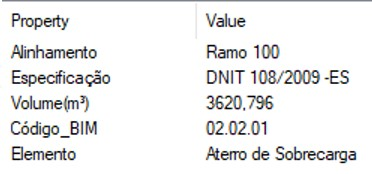 Property Value
Alinhamento Ramo 100
Especificação DNIT 108/2009 -ES
Volume(m³) 3620,796
Código_BIM 02.02.01
Elemento Aterro de Sobrecarga